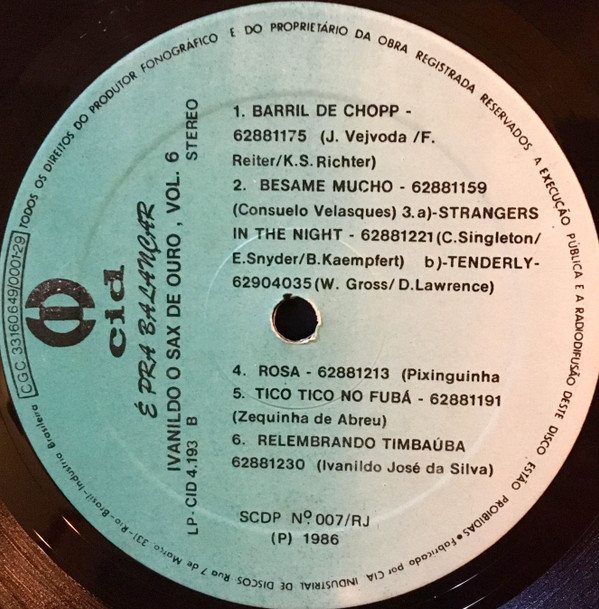 TODOS OS DIREITOS DO PRODUTOR FONOGRÁFICO E DO PROPRIETÁRIO DA OBRA REGISTRADA RESERVADOS A EXECUÇÃO PÚBLICA E A RADIODIFUSÃO DESTE DISCO ESTÃO PROIBIDAS • Fabricado por CIA. INDUSTRIAL DE DISCOS Rua 7 de Março 331 - Rio - Brasil - Industria Brasileira
CGC 33160649/0001-29
cid
É PRA BALANÇAR
IVANILDO O SAX DE OURO, VOL. 6
LP - CID 4.193 B STEREO
1. BARRIL DE CHOPP -
62881175 (J. Vejvoda /F.
Reiter/K.S. Richter)
2. BESAME MUCHO - 62881159
(Consuelo Velasques) 3.a)-STRANGERS
IN THE NIGHT - 62881221(C.Singleton/
E.Snyder/B.Kaempfert) b)-TENDERLY-
62904035(W. Gross/ D.Lawrence)
4. ROSA - 62881213 (Pixinguinha
5. TICO TICO NO FUBÁ - 62881191
(Zequinha de Abreu)
6. RELEMBRANDO TIMBAÚBA
62881230 (Ivanildo José da Silva)
SCDP Nº 007/RJ
(P) 1986